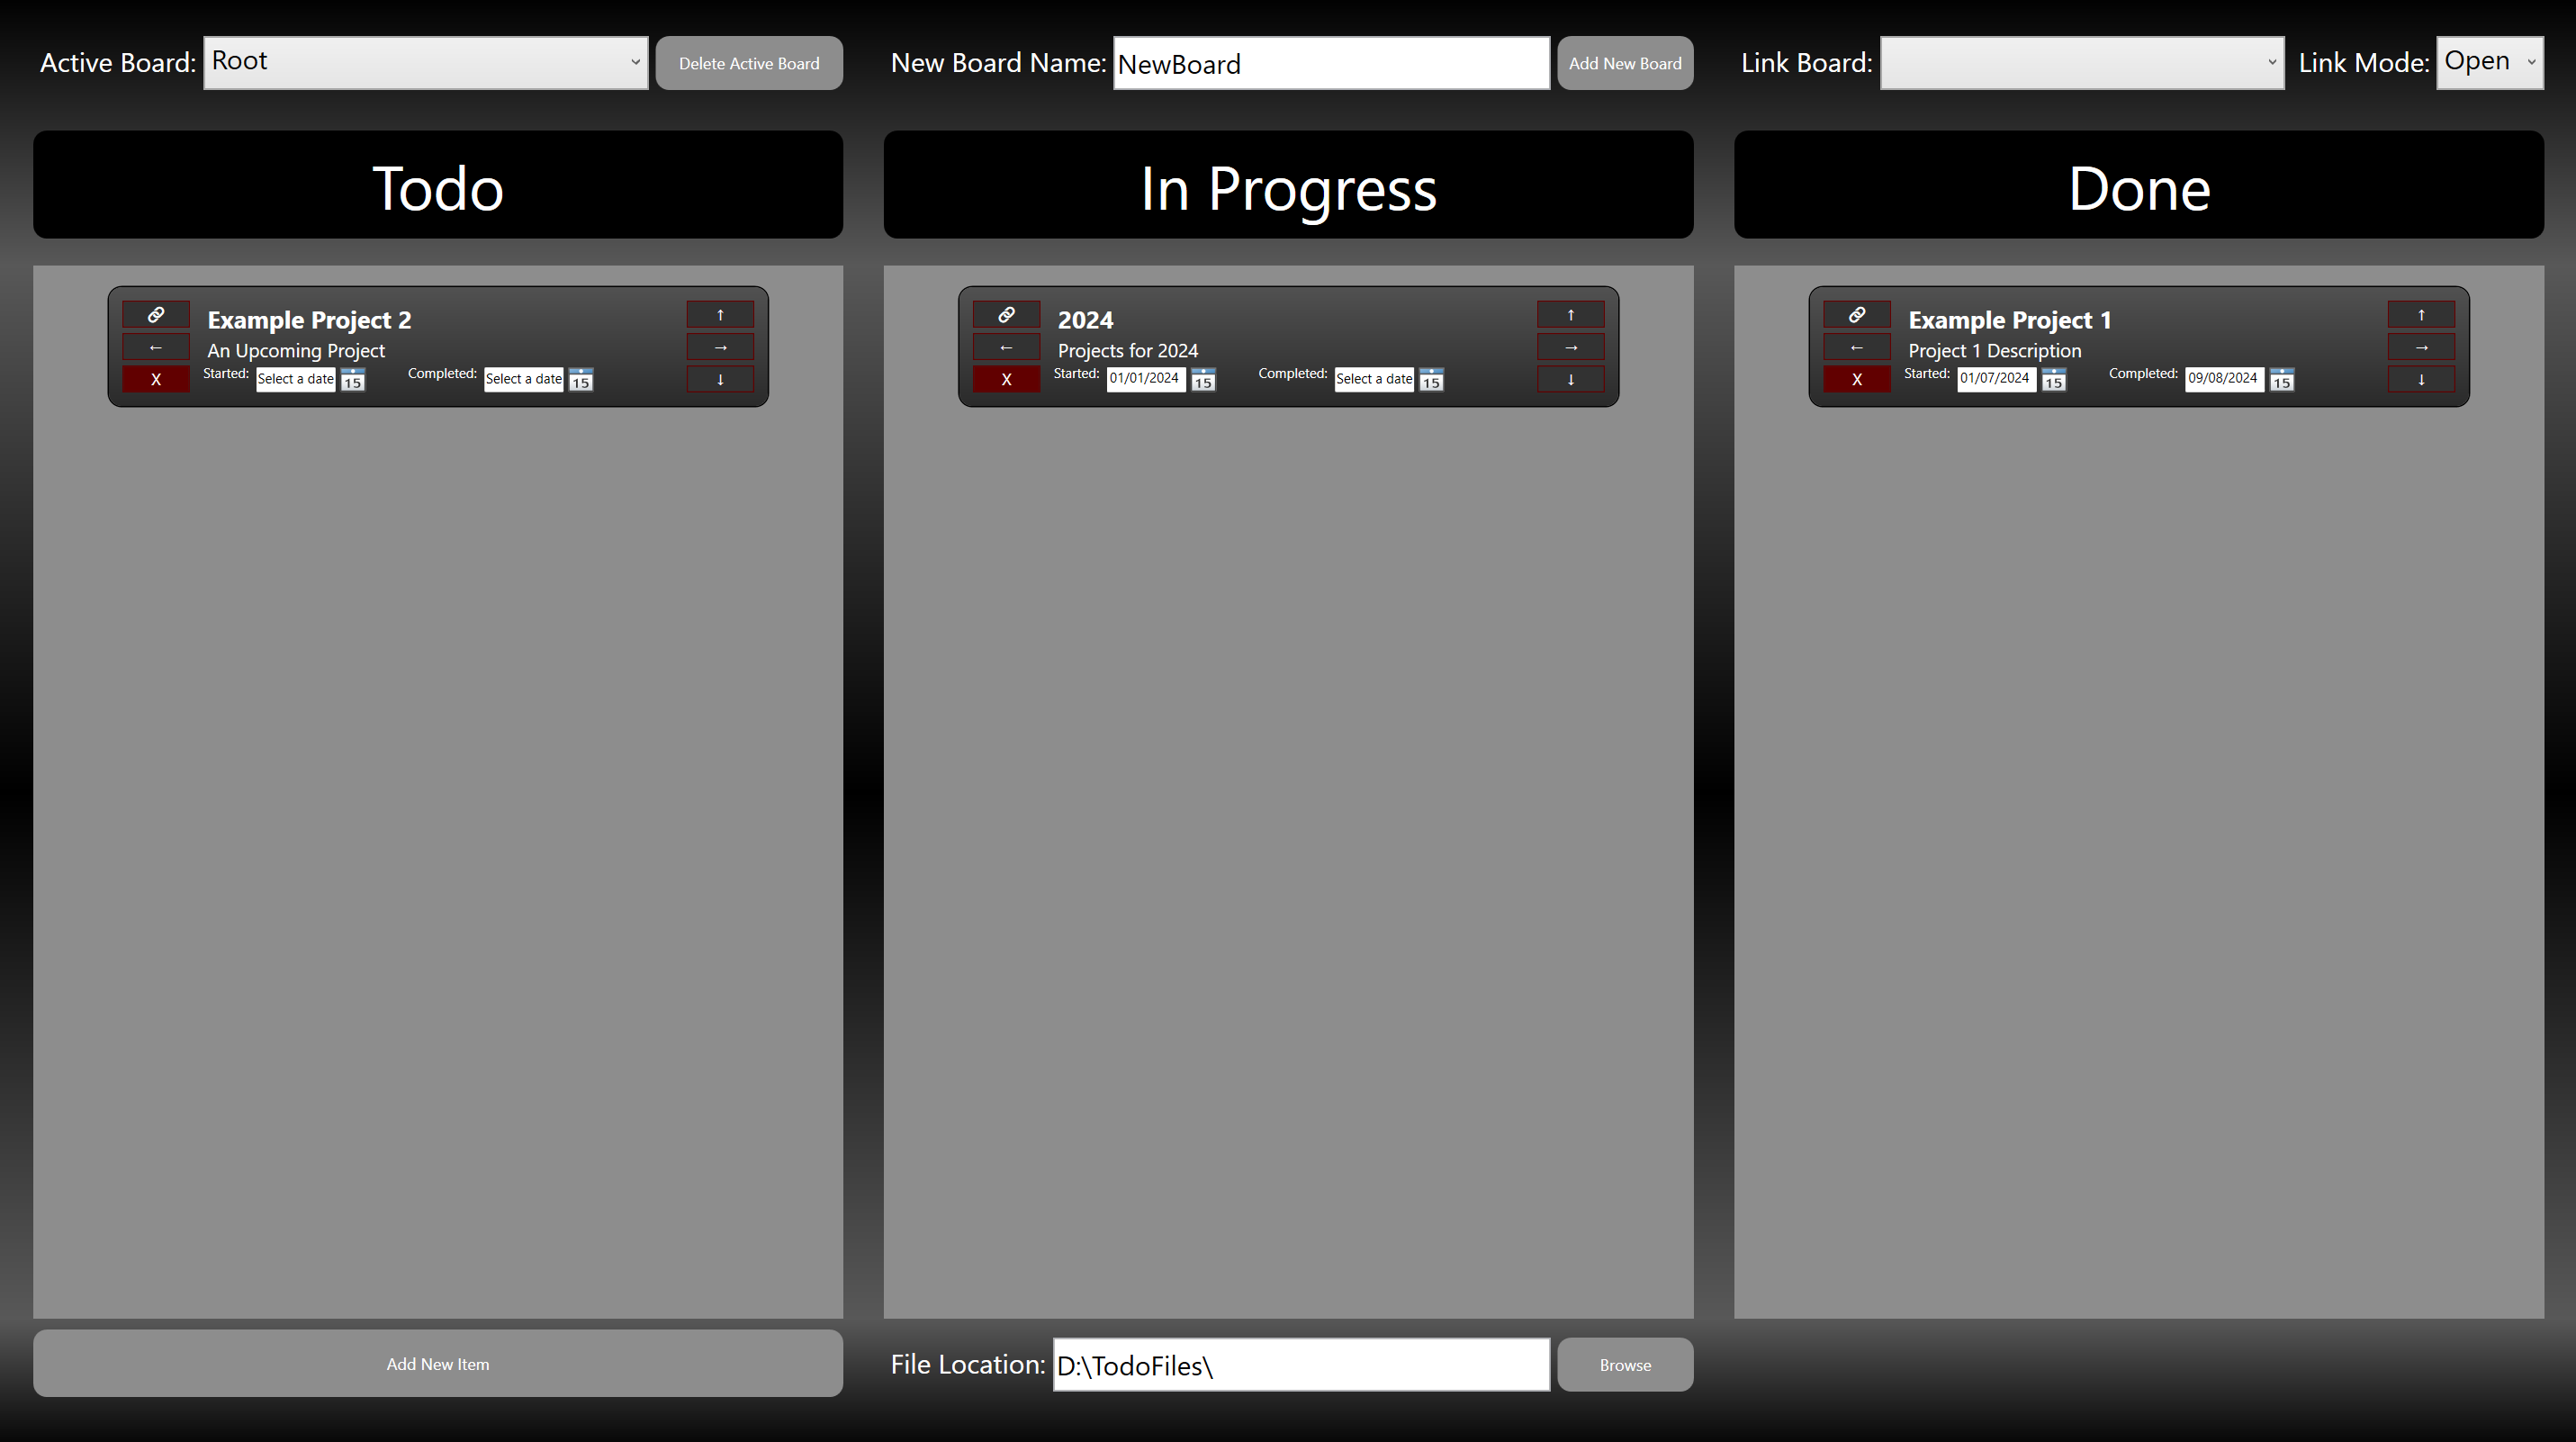 Active Board: Root Delete Active Board New Board Name: NewBoard Add New Board Link Board: Link Mode: Open
Todo In Progress Done
Example Project 2
An Upcoming Project
←
→
↑
↓
X
Started: Select a date 15 Completed: Select a date 15
2024
Projects for 2024
←
→
↑
↓
X
Started: 01/01/2024 15 Completed: Select a date 15
Example Project 1
Project 1 Description
←
→
↑
↓
X
Started: 01/07/2024 15 Completed: 09/08/2024 15
Add New Item
File Location: D:\TodoFiles\ Browse